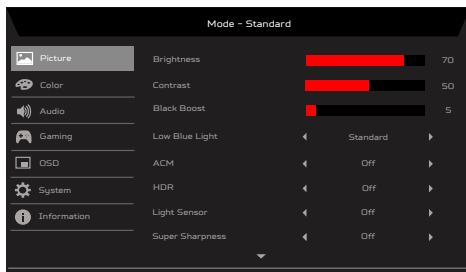 Mode - Standard
Picture
Brightness 70
Color
Contrast 50
Audio
Black Boost 5
Gaming
Low Blue Light Standard
OSD
ACM Off
System
HDR Off
Information
Light Sensor Off
Super Sharpness Off